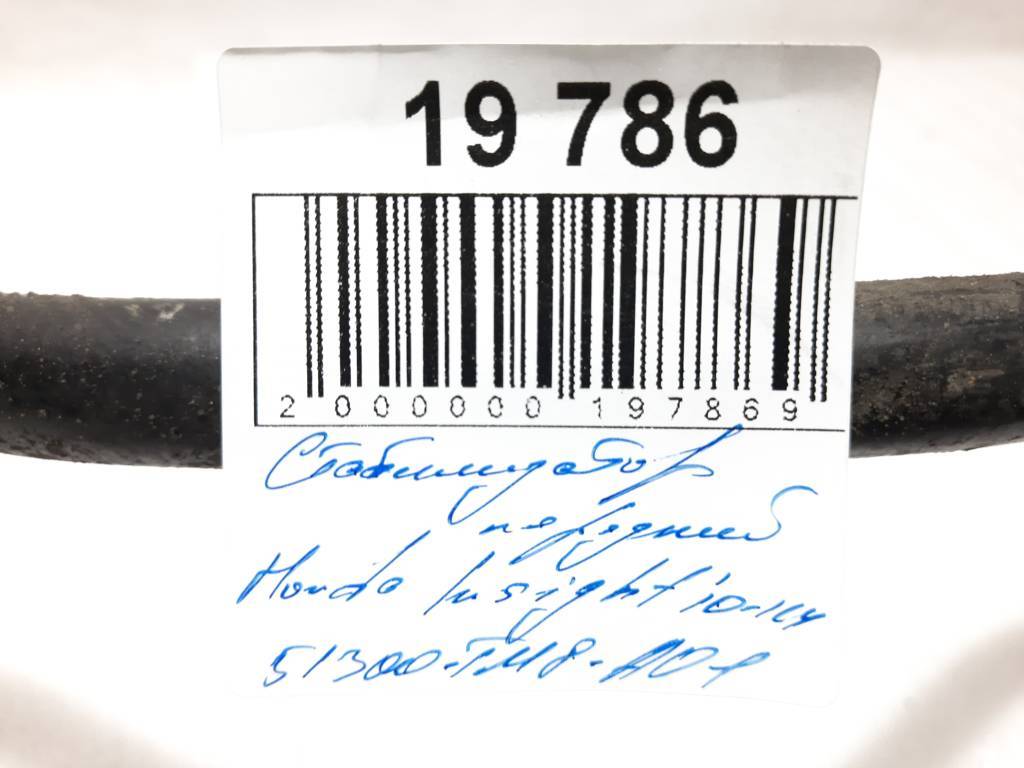 19 786
2 000000 197869
Стабилизатор
передний
Honda Insight 10-14
51300-TM8-A01